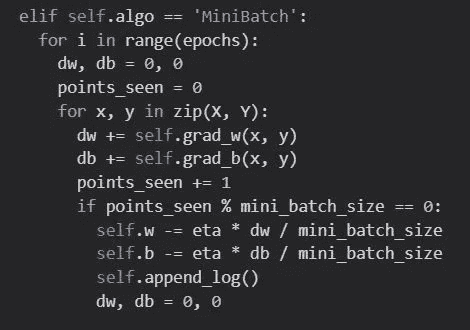 elif self.algo == 'MiniBatch':
for i in range(epochs):
dw, db = 0, 0
points_seen = 0
for x, y in zip(X, Y):
dw += self.grad_w(x, y)
db += self.grad_b(x, y)
points_seen += 1
if points_seen % mini_batch_size == 0:
self.w -= eta * dw / mini_batch_size
self.b -= eta * db / mini_batch_size
self.append_log()
dw, db = 0, 0